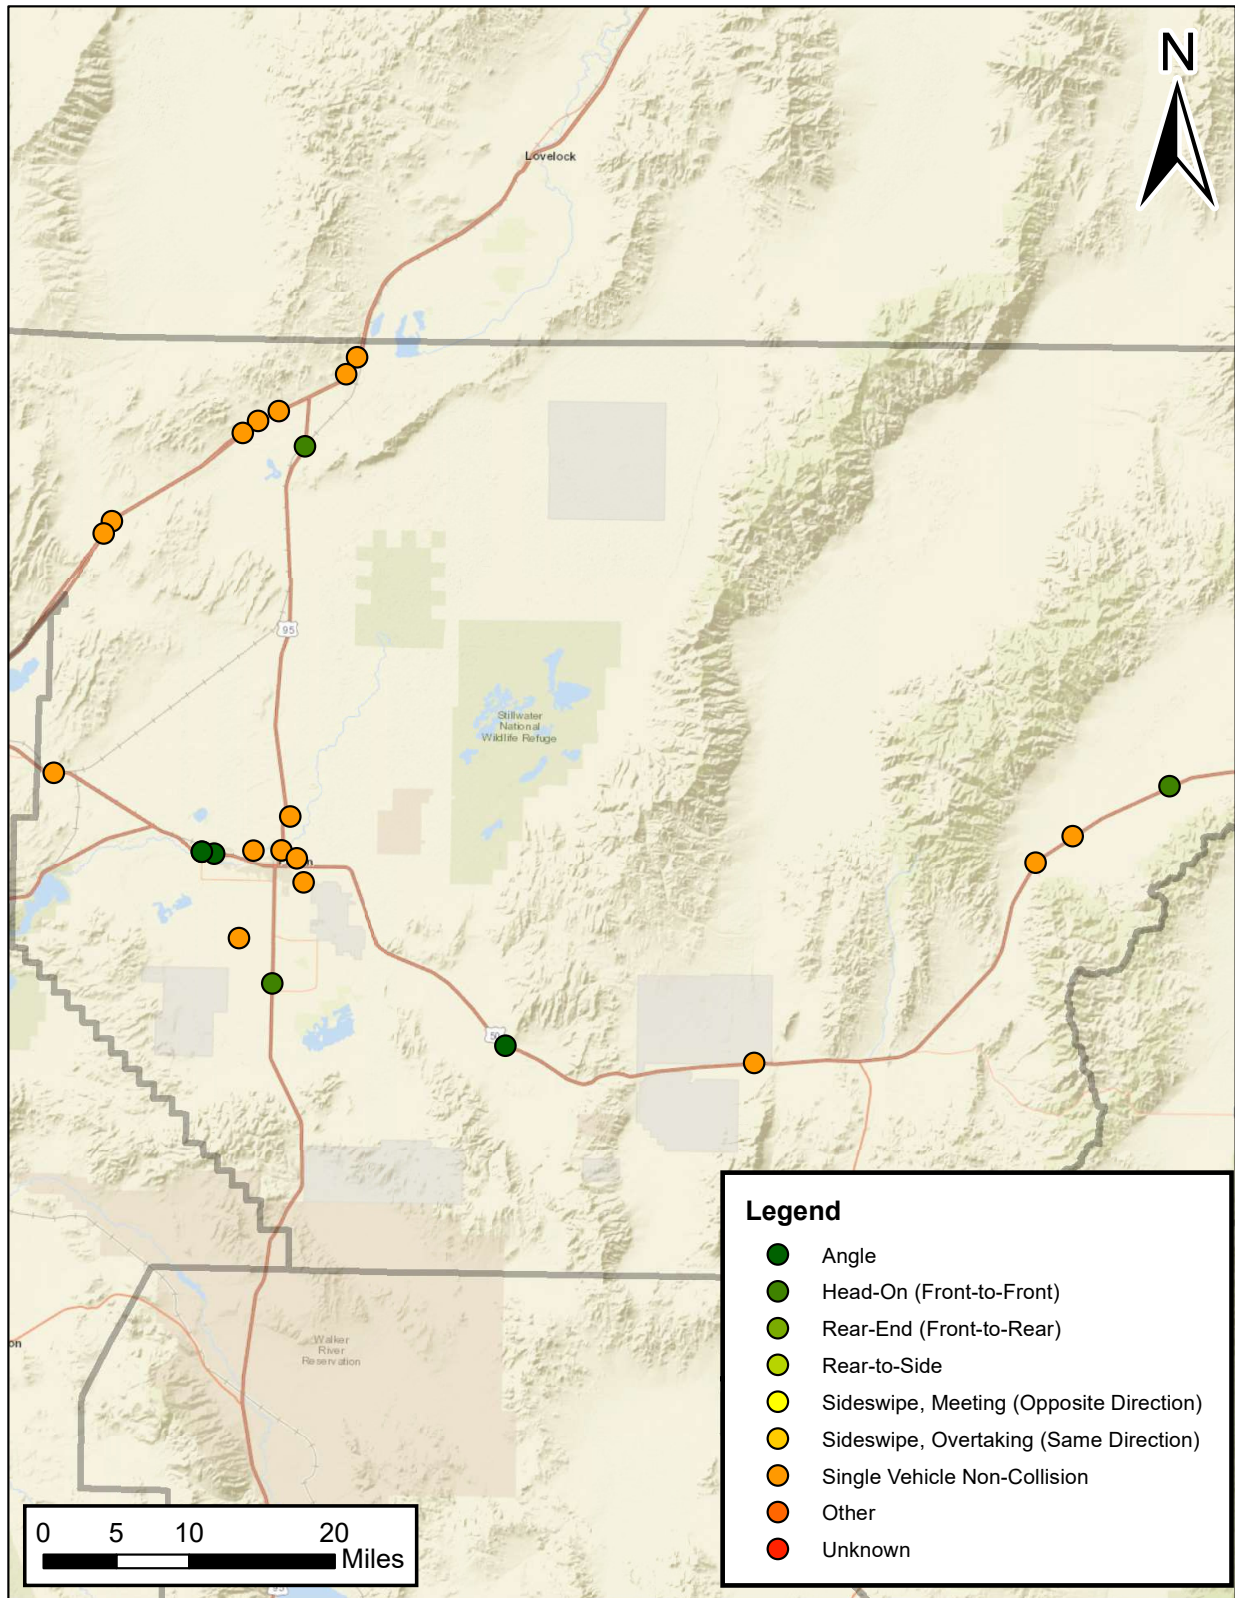 N
Lovelock
95
Stillwater
National
Wildlife Refuge
50
Walker
River
Reservation
on
Legend
Angle
Head-On (Front-to-Front)
Rear-End (Front-to-Rear)
Rear-to-Side
Sideswipe, Meeting (Opposite Direction)
Sideswipe, Overtaking (Same Direction)
Single Vehicle Non-Collision
Other
Unknown
0 5 10 20
Miles
95